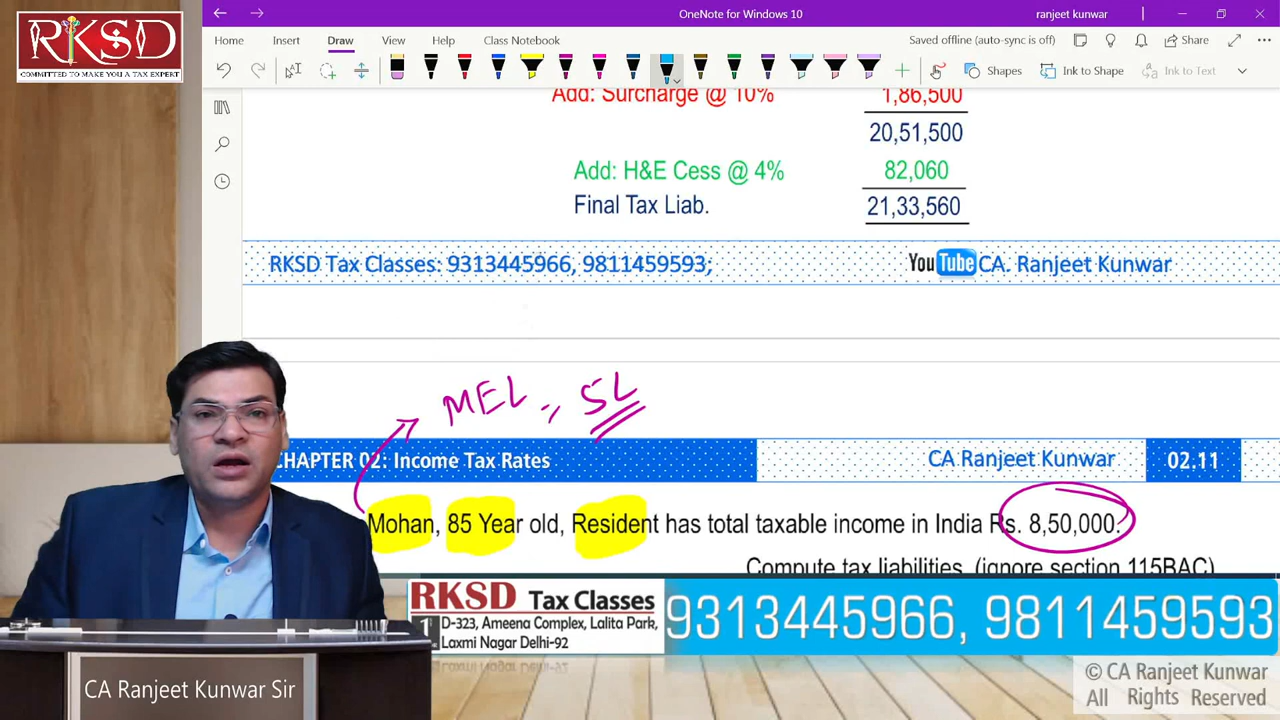 RKSD
COMMITTED TO MAKE YOU A TAX EXPERT
OneNote for Windows 10
ranjeet kunwar
Home Insert Draw View Help Class Notebook
Saved offline (auto-sync is off)
Share
Shapes
Ink to Shape
Ink to Text
Add: Surcharge @ 10% 1,86,500
20,51,500
Add: H&E Cess @ 4% 82,060
Final Tax Liab. 21,33,560
RKSD Tax Classes: 9313445966, 9811459593;
YouTube CA. Ranjeet Kunwar
MEL = 5L
CHAPTER 02: Income Tax Rates
CA Ranjeet Kunwar
02.11
Mohan, 85 Year old, Resident has total taxable income in India Rs. 8,50,000.
Compute tax liabilities. (ignore section 115BAC)
RKSD Tax Classes
D-323, Ameena Complex, Lalita Park,
Laxmi Nagar Delhi-92
9313445966, 9811459593
CA Ranjeet Kunwar Sir
© CA Ranjeet Kunwar
All Rights Reserved